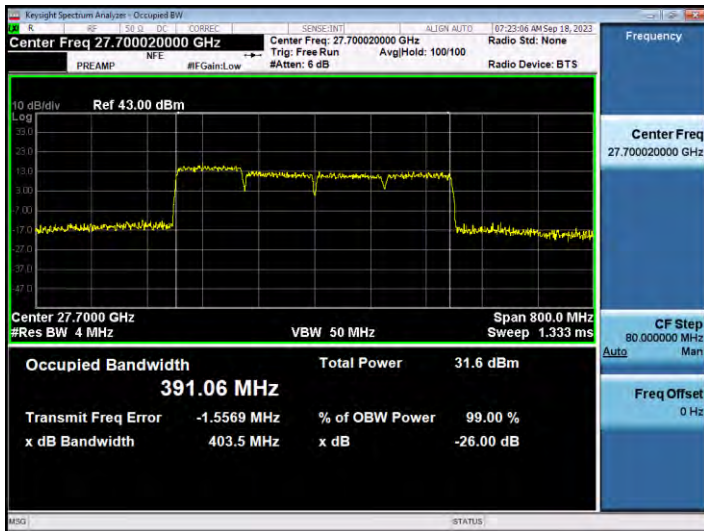 Keysight Spectrum Analyzer - Occupied BW
R RF 50 Ω DC CORREC SENSE:INT ALIGN AUTO 07:23:06 AM Sep 18, 2023
Center Freq 27.700020000 GHz Center Freq: 27.700020000 GHz Radio Std: None
NFE Trig: Free Run Avg|Hold: 100/100
PREAMP #IFGain:Low #Atten: 6 dB Radio Device: BTS
10 dB/div Ref 43.00 dBm
Log
33.0
23.0
13.0
3.00
-7.00
-17.0
-27.0
-37.0
-47.0
Center 27.7000 GHz Span 800.0 MHz
#Res BW 4 MHz VBW 50 MHz Sweep 1.333 ms
Occupied Bandwidth Total Power 31.6 dBm
391.06 MHz
Transmit Freq Error -1.5569 MHz % of OBW Power 99.00 %
x dB Bandwidth 403.5 MHz x dB -26.00 dB
MSG STATUS
Frequency
Center Freq
27.700020000 GHz
CF Step
80.000000 MHz
Auto Man
Freq Offset
0 Hz